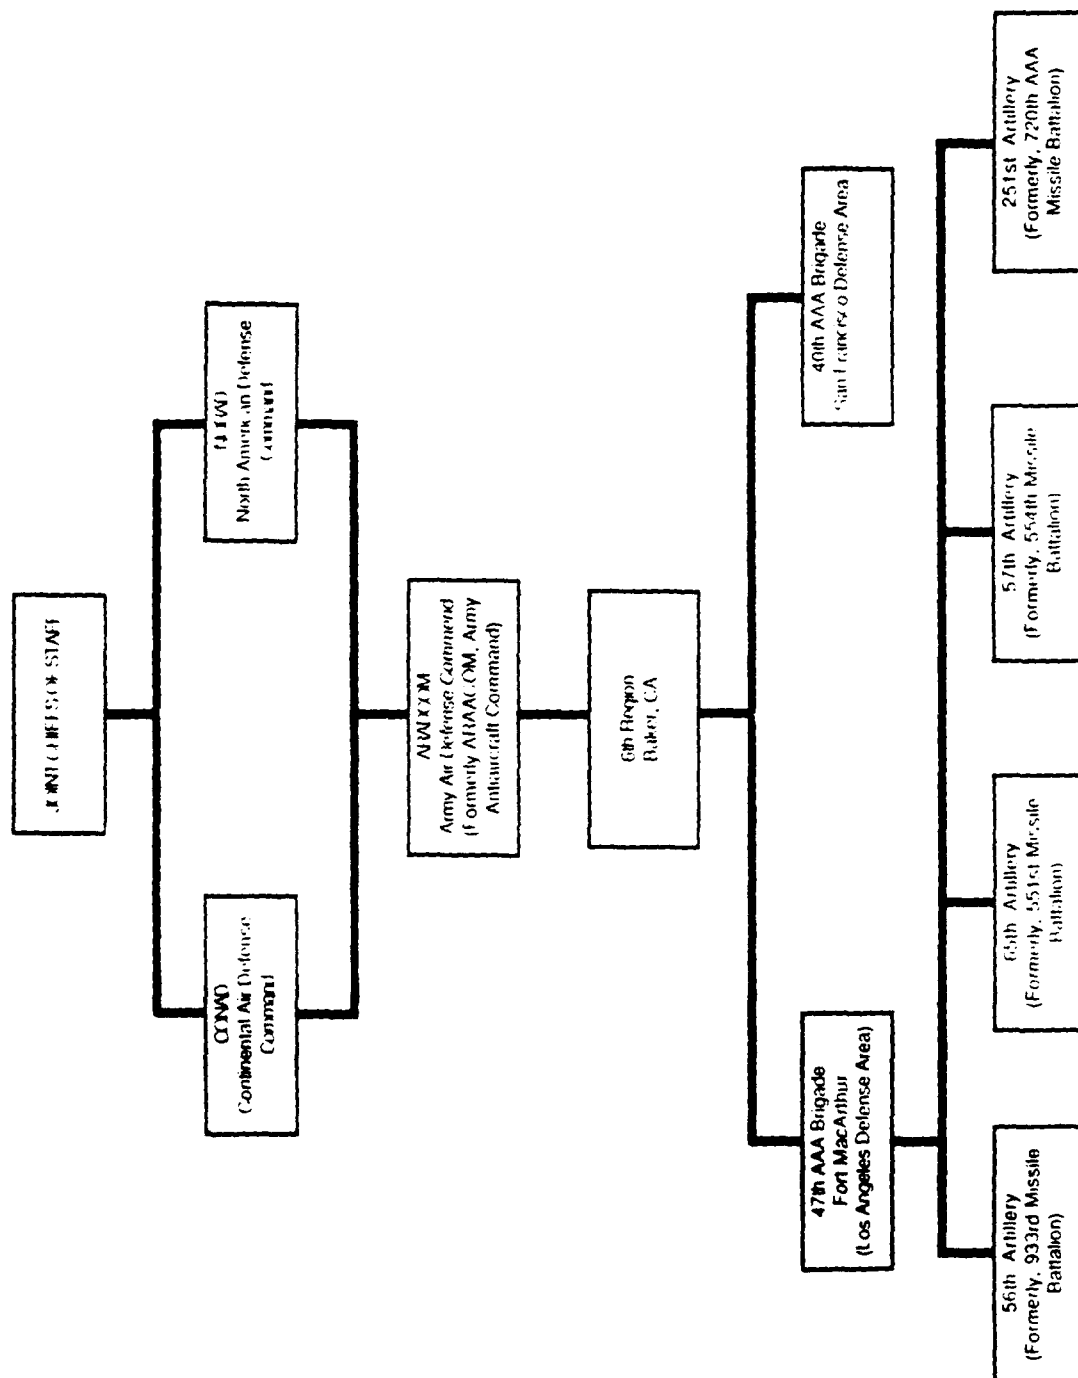 JOINT CHIEFS OF STAFF
CONAD
Continental Air Defense
Command
NORAD
North American Defense
Command
ARADCOM
Army Air Defense Command
(Formerly ARAACOM, Army
Antiaircraft Command)
6th Region
Baker, CA
47th AAA Brigade
Fort MacArthur
(Los Angeles Defense Area)
40th AAA Brigade
San Francisco Defense Area
56th Artillery
(Formerly, 933rd Missile
Battalion)
65th Artillery
(Formerly, 551st Missile
Battalion)
57th Artillery
(Formerly, 554th Missile
Battalion)
251st Artillery
(Formerly, 720th AAA
Missile Battalion)